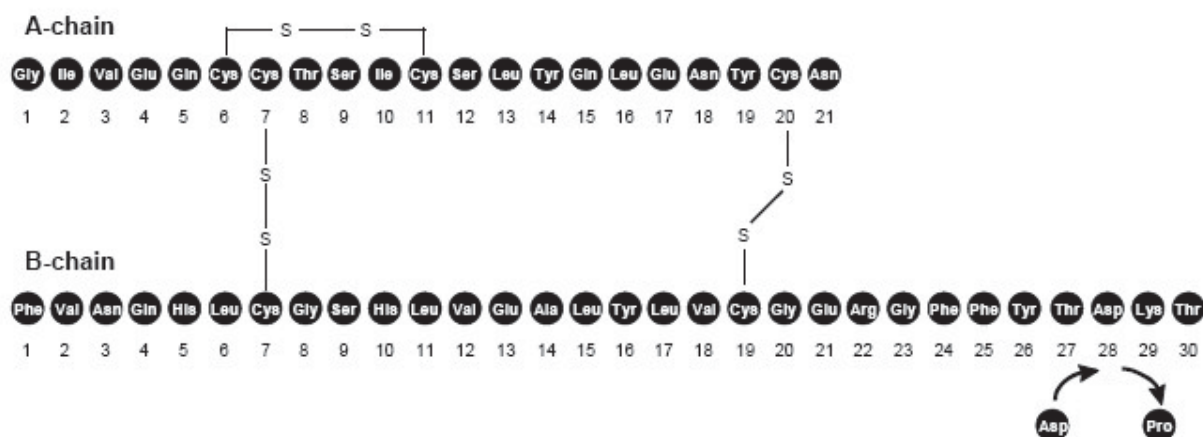 A-chain
S S
Gly Ile Val Glu Gln Cys Cys Thr Ser Ile Cys Ser Leu Tyr Gln Leu Glu Asn Tyr Cys Asn
1 2 3 4 5 6 7 8 9 10 11 12 13 14 15 16 17 18 19 20 21
S S
S S
B-chain
Phe Val Asn Gln His Leu Cys Gly Ser His Leu Val Glu Ala Leu Tyr Leu Val Cys Gly Glu Arg Gly Phe Phe Tyr Thr Asp Lys Thr
1 2 3 4 5 6 7 8 9 10 11 12 13 14 15 16 17 18 19 20 21 22 23 24 25 26 27 28 29 30
Asp Pro